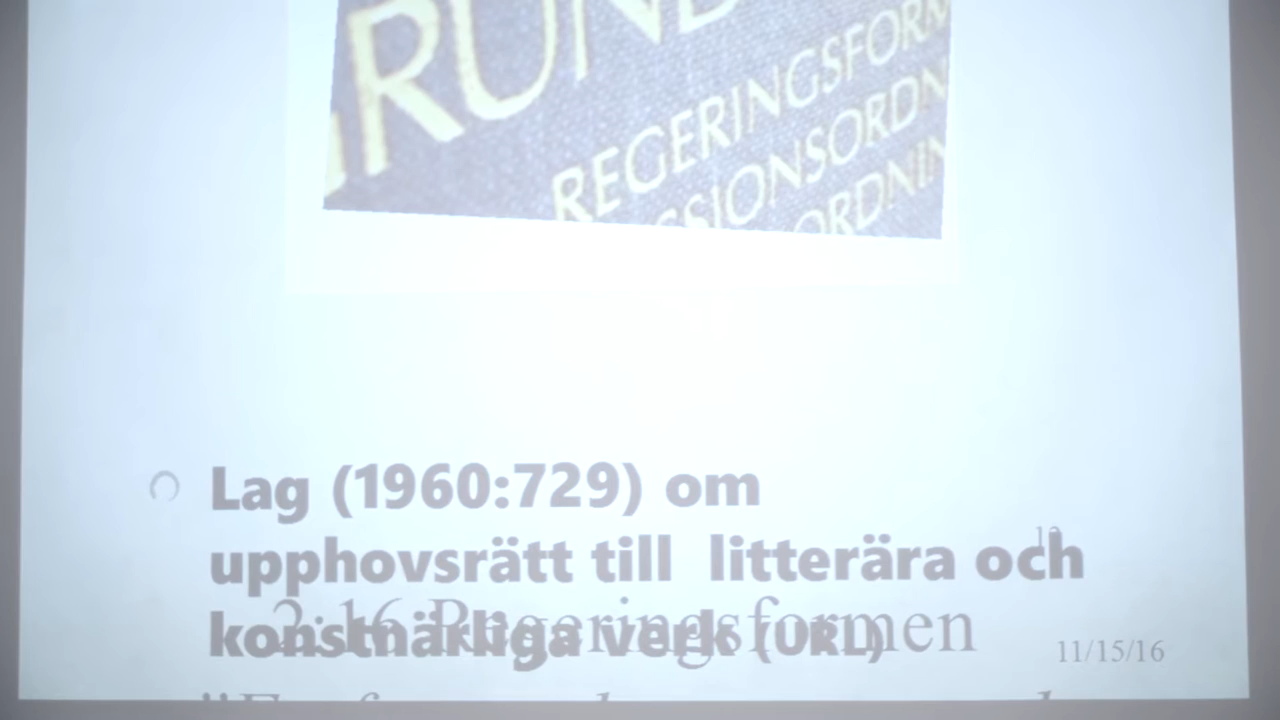 RUN
REGERINGSFORM
SSIONSORDN
ORDNIN
Lag (1960:729) om
upphovsrätt till litterära och
konstnärliga verk (URL)
2:16 Regeringsformen
11/15/16